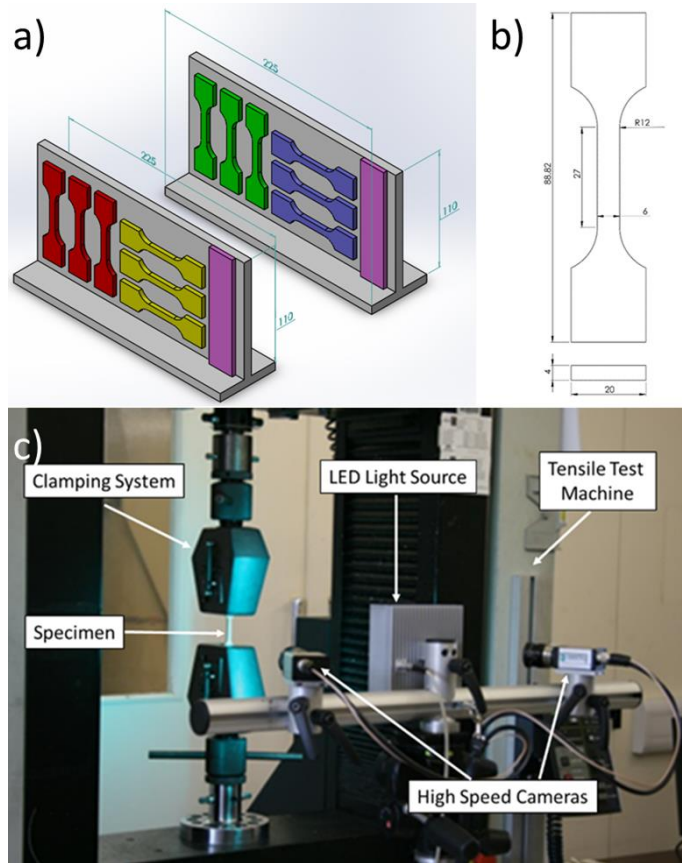 a)
225
225
110
110
b)
88.82
27
R12
6
4
20
c)
Clamping System
LED Light Source
Tensile Test
Machine
Specimen
High Speed Cameras